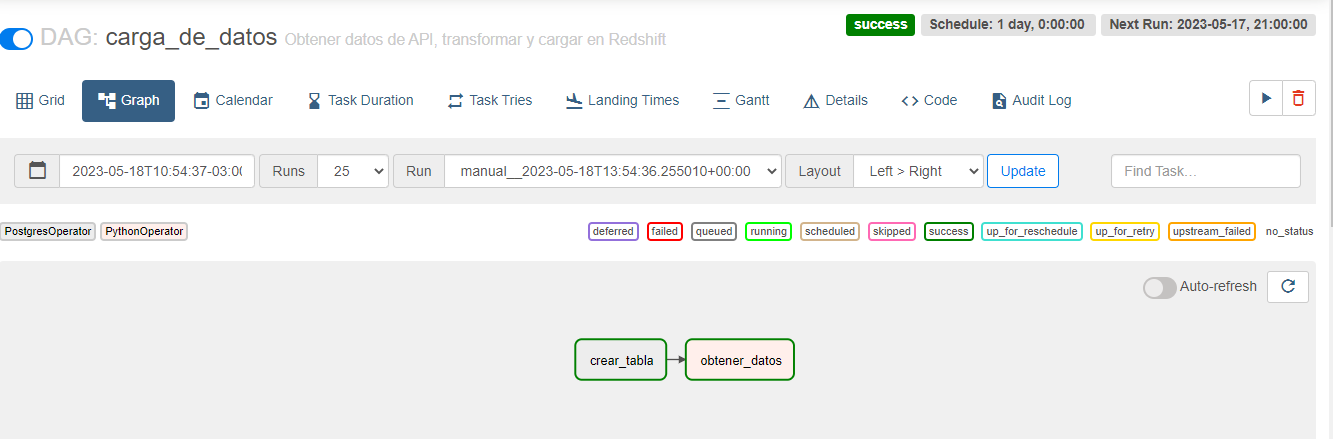 DAG: carga_de_datos Obtener datos de API, transformar y cargar en Redshift
success Schedule: 1 day, 0:00:00 Next Run: 2023-05-17, 21:00:00
Grid Graph Calendar Task Duration Task Tries Landing Times Gantt Details Code Audit Log
2023-05-18T10:54:37-03:00 Runs 25 Run manual__2023-05-18T13:54:36.255010+00:00 Layout Left > Right Update Find Task...
PostgresOperator PythonOperator deferred failed queued running scheduled skipped success up_for_reschedule up_for_retry upstream_failed no_status
Auto-refresh
crear_tabla obtener_datos